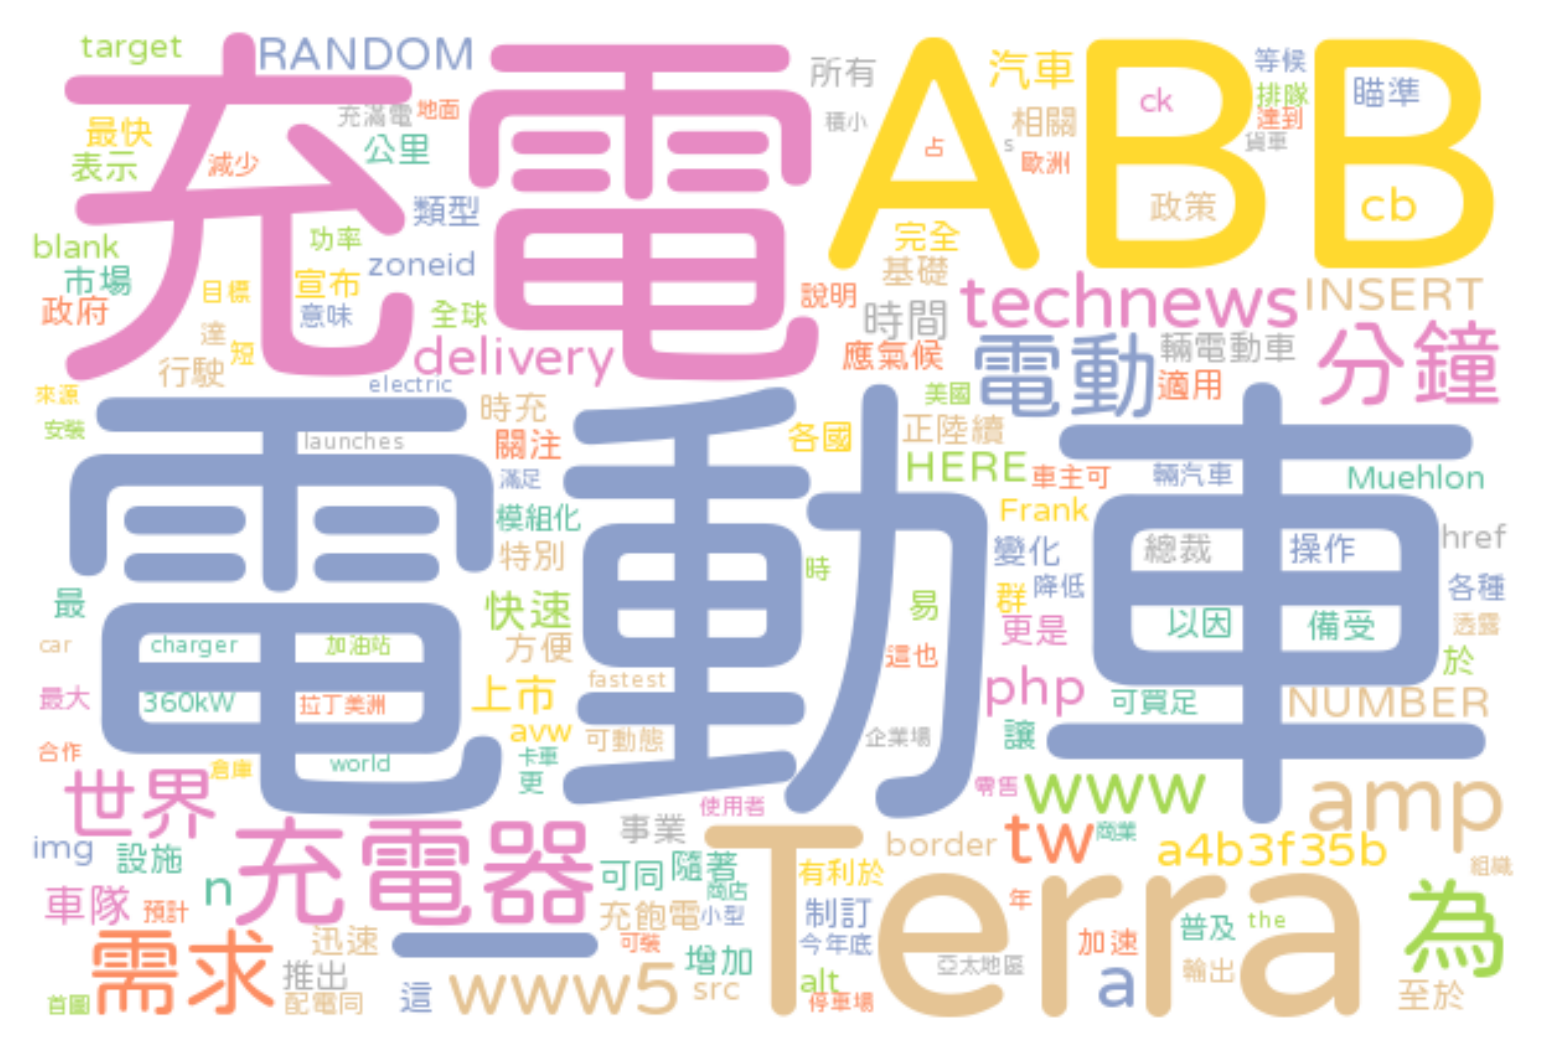 target
RANDOM
充電
ABB
所有
汽車
等候
ck
瞄準
排隊
最快
充滿電
地面
積小
相關
達到
表示
減少
公里
占
s
歐洲
貨車
類型
政策
cb
blank
功率
zoneid
完全
市場
目標
宣布
基礎
政府
意味
全球
說明
時間
technews
INSERT
達
短
行駛
delivery
應氣候
電動
輛電動車
分鐘
electric
來源
時充
美國
適用
安裝
launches
關注
各國
正陸續
電動車
滿足
HERE
車主可
輛汽車
Muehlon
模組化
Frank
特別
變化
總裁
操作
href
時
最
快速
易
群
降低
各種
car
charger
加油站
方便
這也
更是
以因
備受
透露
於
最大
360kW
拉丁美洲
上市
fastest
php
可買足
NUMBER
合作
avw
可動態
企業場
讓
倉庫
world
卡車
更
世界
使用者
零售
www
amp
img
設施
充電器
事業
Terra
border
tw
商業
a4b3f35b
組織
車隊
預計
n
可同
隨著
商店
有利於
年
為
需求
迅速
一
充飽電
小型
制訂
加速
普及
the
可裝
今年底
推出
增加
亞太地區
輸出
首圖
配電同
這
www5
src
alt
停車場
a
至於